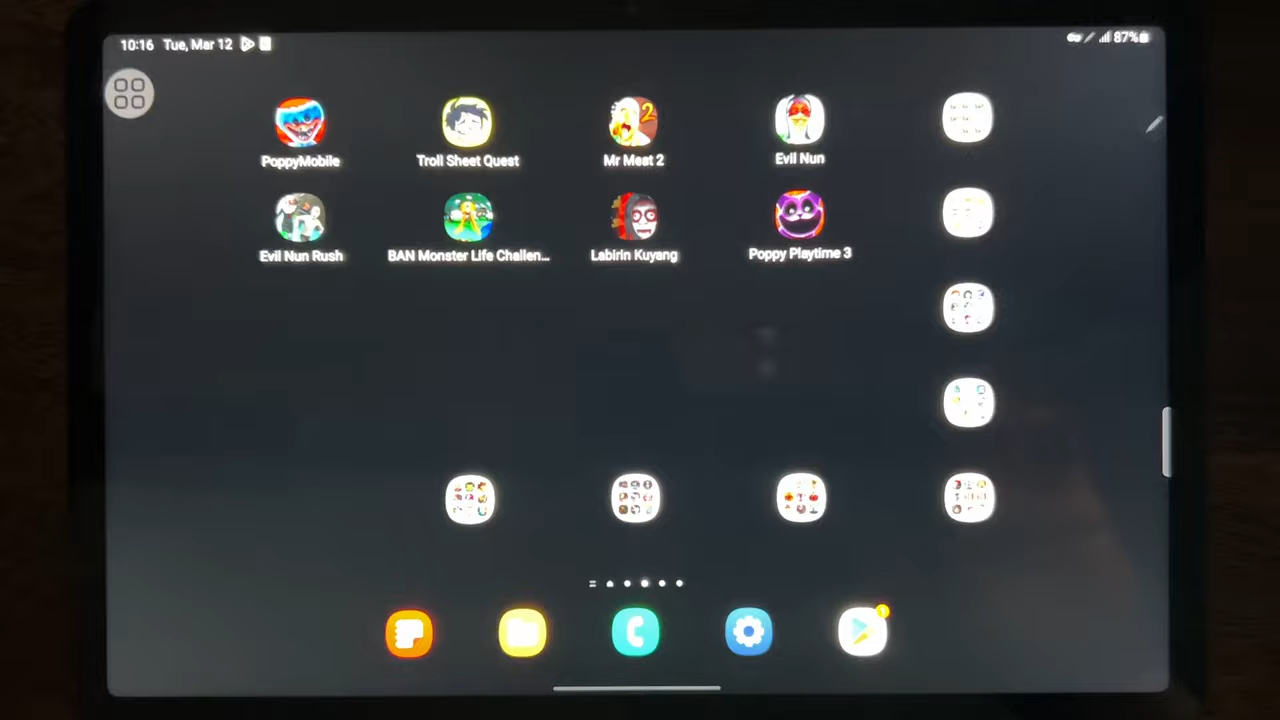 10:16 Tue, Mar 12
87%
PoppyMobile
Troll Sheet Quest
Mr Meat 2
Evil Nun
Evil Nun Rush
BAN Monster Life Challen...
Labirin Kuyang
Poppy Playtime 3